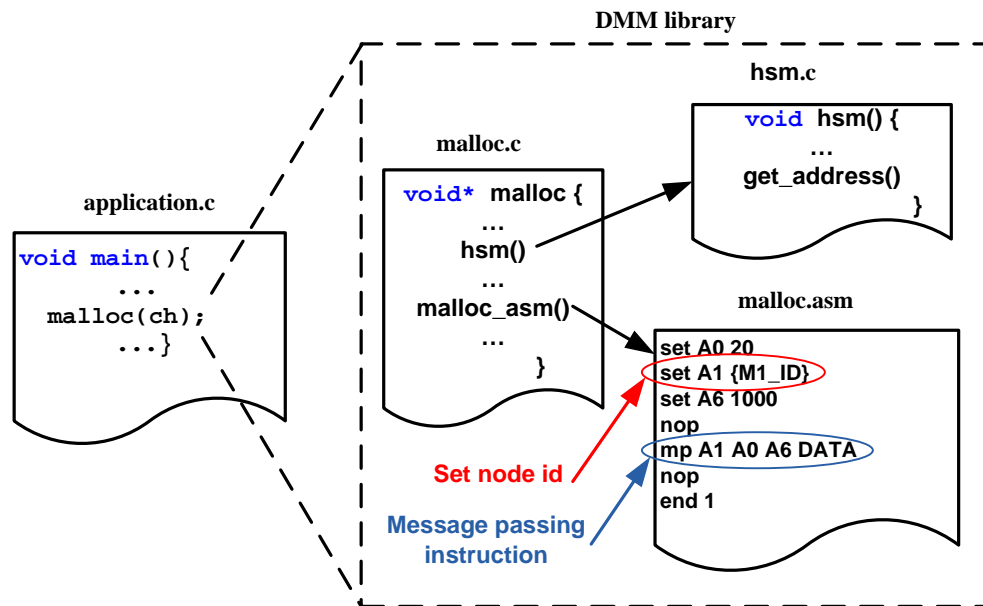 DMM library
hsm.c
void hsm() {
…
get_address()
}
malloc.c
void* malloc {
…
hsm()
…
malloc_asm()
…
}
application.c
void main(){
...
malloc(ch);
...}
malloc.asm
set A0 20
set A1 {M1_ID}
set A6 1000
nop
mp A1 A0 A6 DATA
nop
end 1
Set node id
Message passing
instruction